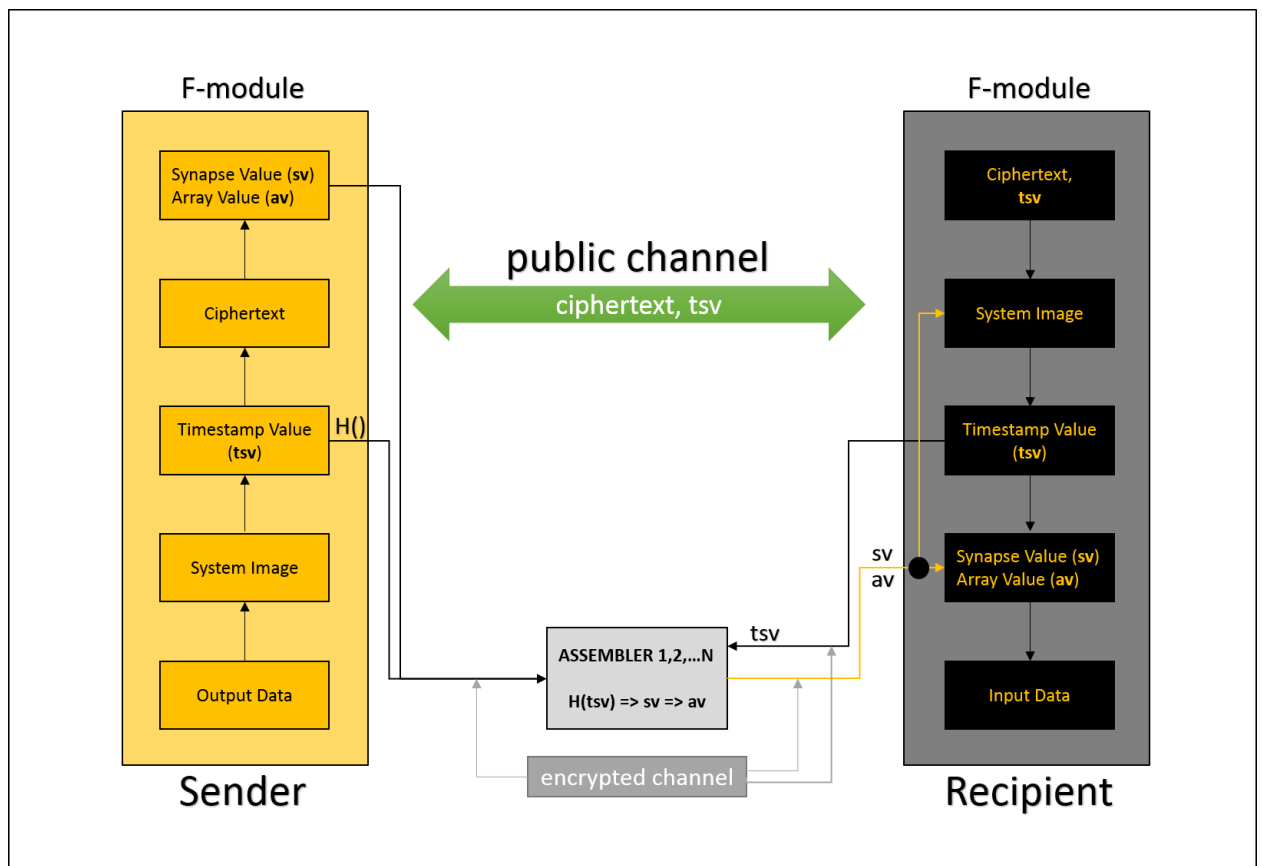 F-module
Synapse Value (sv)
Array Value (av)
Ciphertext
Timestamp Value
(tsv)
H()
System Image
Output Data
Sender
public channel
ciphertext, tsv
ASSEMBLER 1,2,...N
H(tsv) => sv => av
encrypted channel
tsv
sv
av
F-module
Ciphertext,
tsv
System Image
Timestamp Value
(tsv)
Synapse Value (sv)
Array Value (av)
Input Data
Recipient